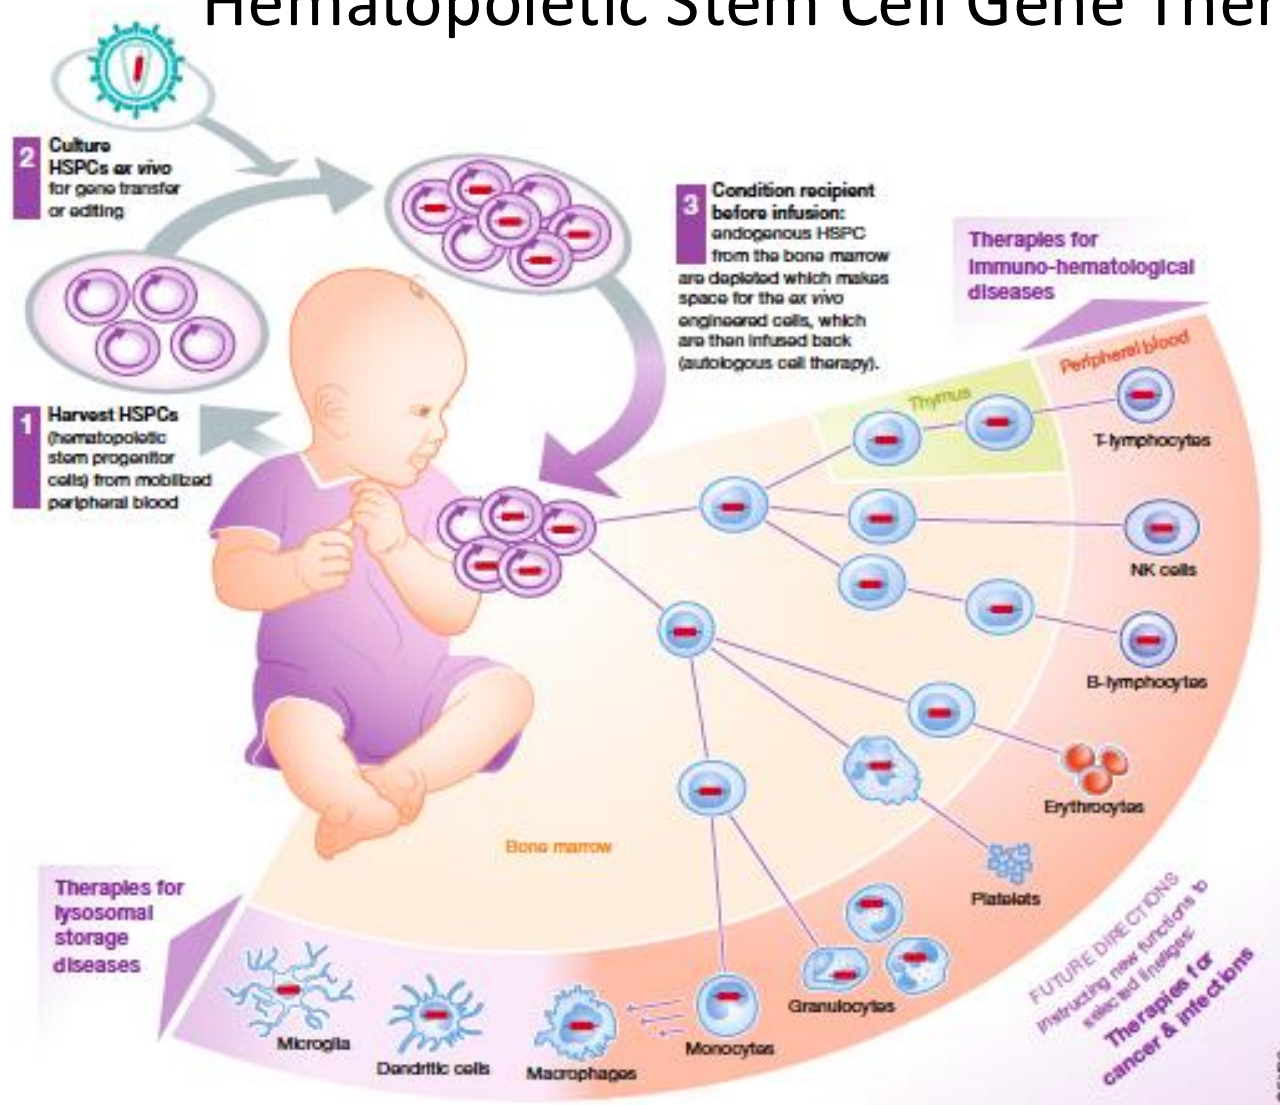 Hematopoietic Stem Cell Gene Ther
2
Culture
HSPCs ex vivo
for gene transfer
or editing
3
Condition recipient
before infusion:
endogenous HSPC
from the bone marrow
are depleted which makes
space for the ex vivo
engineered cells, which
are then infused back
(autologous cell therapy).
Therapies for
immuno-hematological
diseases
1
Harvest HSPCs
(hematopoietic
stem progenitor
cells) from mobilized
peripheral blood
Thymus
Peripheral blood
T-lymphocytes
NK cells
B-lymphocytes
Erythrocytes
Platelets
Bone marrow
Granulocytes
Monocytes
Macrophages
Dendritic cells
Microglia
Therapies for
lysosomal
storage
diseases
FUTURE DIRECTIONS
Instructing new functions to
selected lineages:
Therapies for
cancer & infections